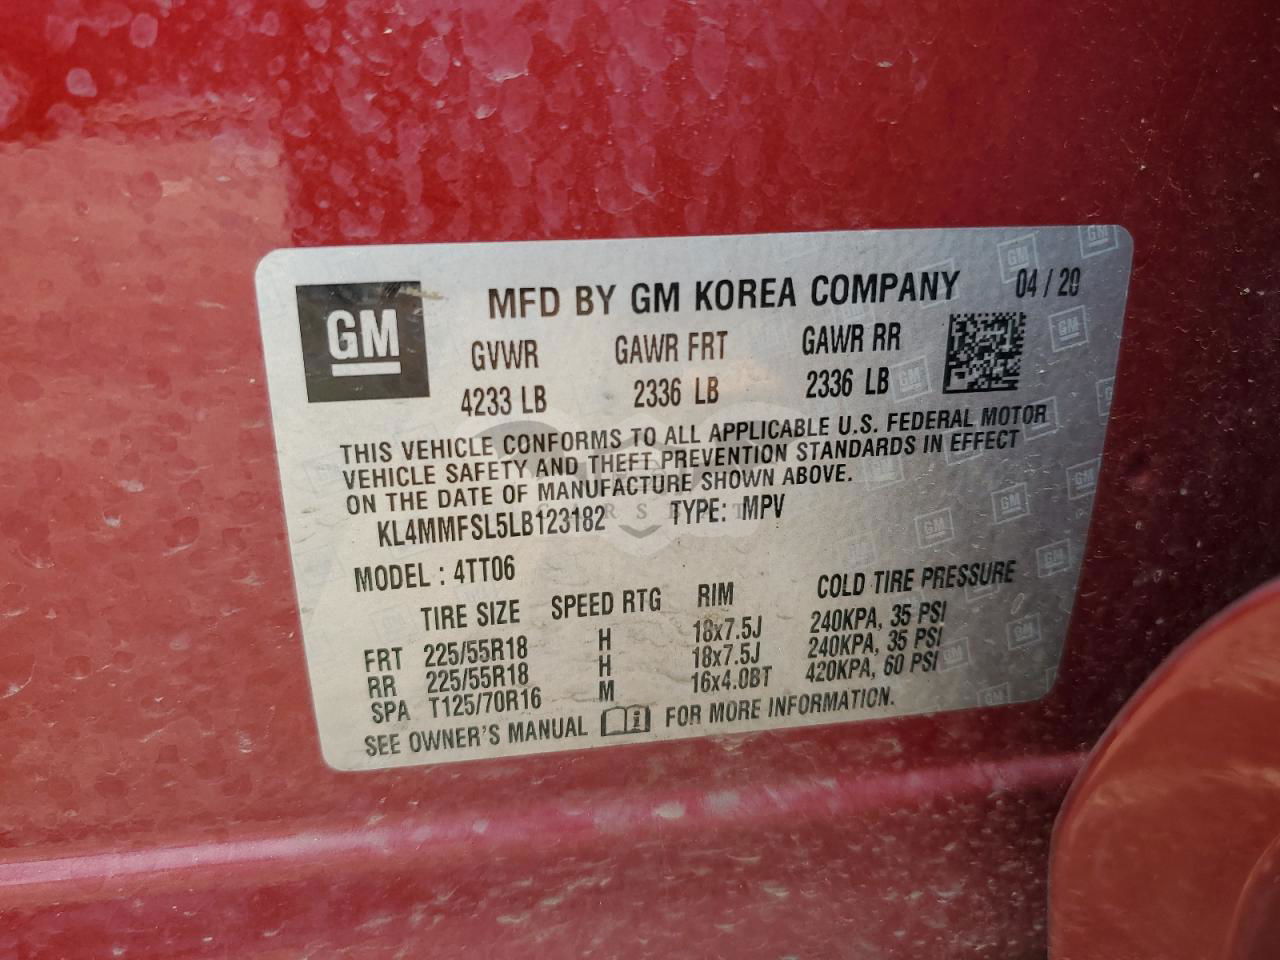 GM
MFD BY GM KOREA COMPANY 04 / 20
GVWR GAWR FRT GAWR RR
4233 LB 2336 LB 2336 LB
THIS VEHICLE CONFORMS TO ALL APPLICABLE U.S. FEDERAL MOTOR
VEHICLE SAFETY AND THEFT PREVENTION STANDARDS IN EFFECT
ON THE DATE OF MANUFACTURE SHOWN ABOVE.
KL4MMFSL5LB123182 TYPE: MPV
MODEL : 4TT06
TIRE SIZE SPEED RTG RIM COLD TIRE PRESSURE
FRT 225/55R18 H 18x7.5J 240KPA, 35 PSI
RR 225/55R18 H 18x7.5J 240KPA, 35 PSI
SPA T125/70R16 M 16x4.0BT 420KPA, 60 PSI
SEE OWNER'S MANUAL FOR MORE INFORMATION.